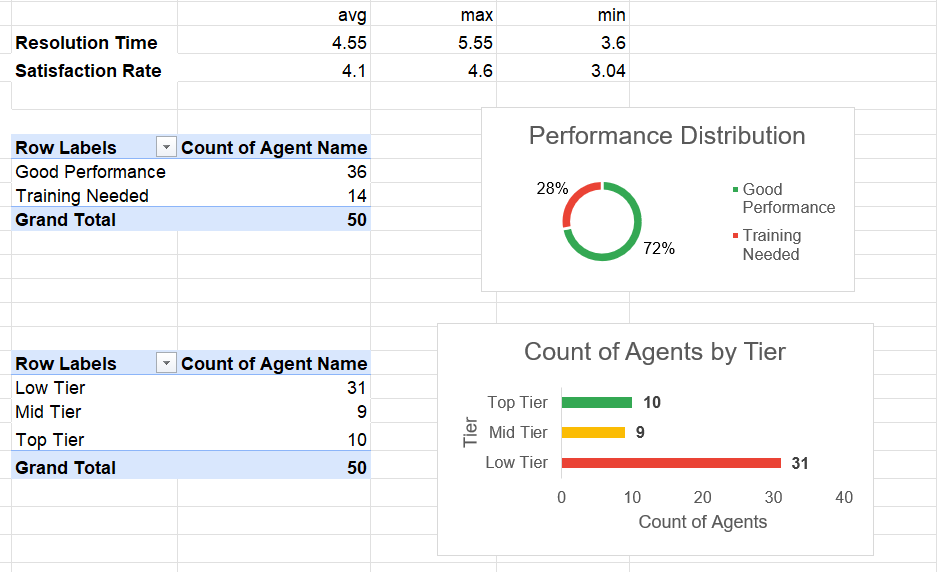 avg max min
Resolution Time 4.55 5.55 3.6
Satisfaction Rate 4.1 4.6 3.04
Row Labels Count of Agent Name
Good Performance 36
Training Needed 14
Grand Total 50
Performance Distribution
28%
72%
Good
Performance
Training
Needed
Row Labels Count of Agent Name
Low Tier 31
Mid Tier 9
Top Tier 10
Grand Total 50
Count of Agents by Tier
Tier
Top Tier 10
Mid Tier 9
Low Tier 31
0 10 20 30 40
Count of Agents